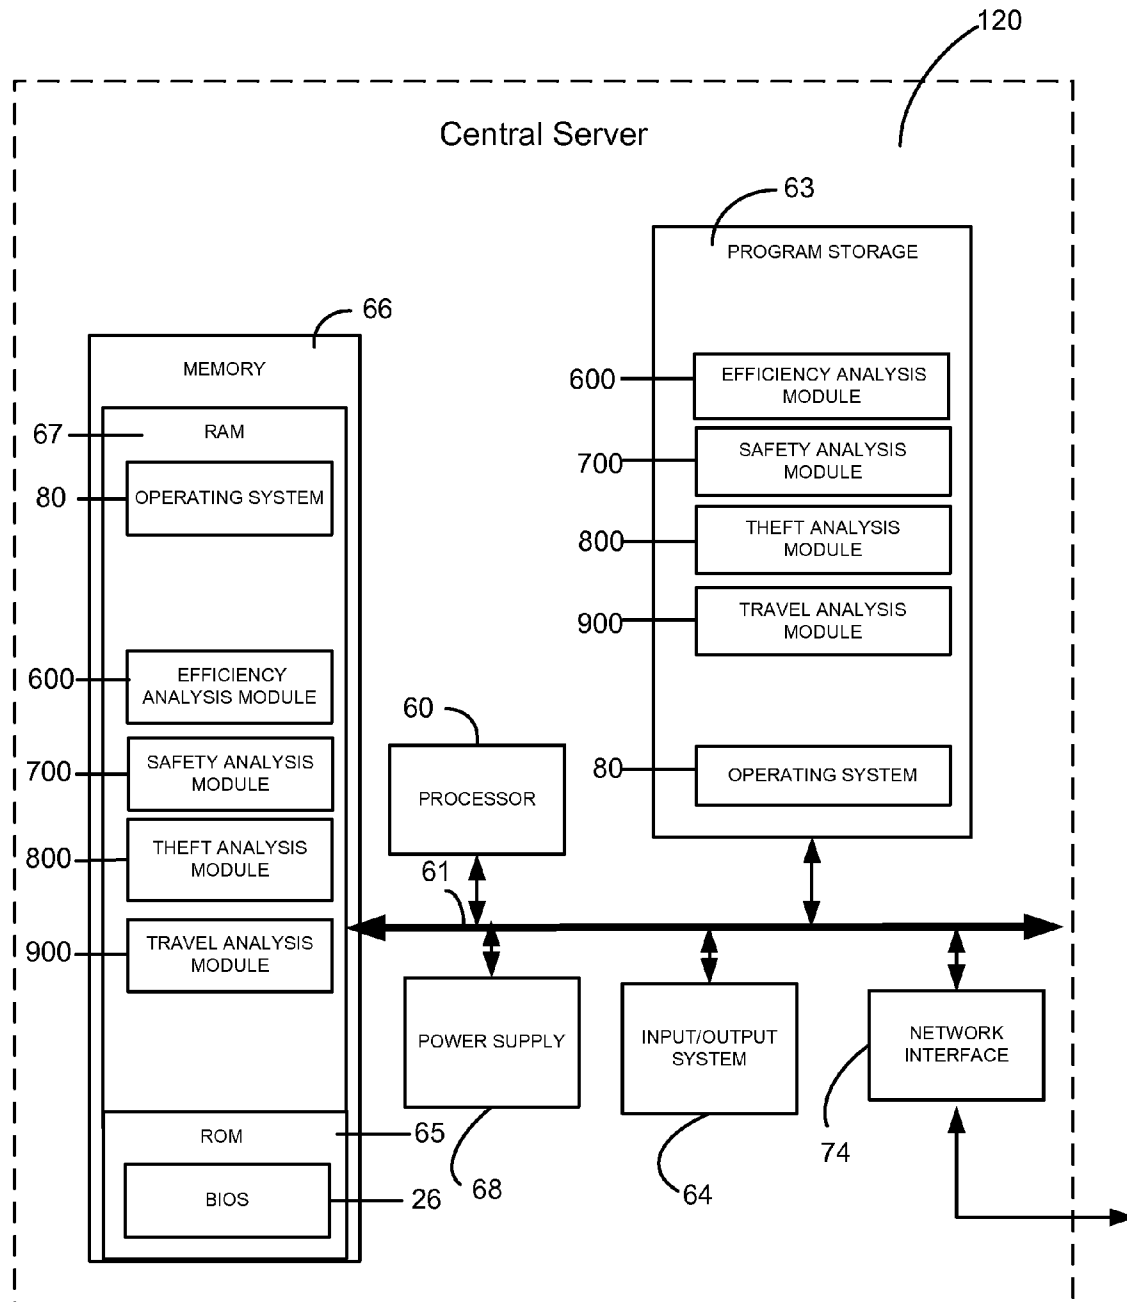 120
Central Server
63
PROGRAM STORAGE
600
EFFICIENCY ANALYSIS
MODULE
700
SAFETY ANALYSIS
MODULE
800
THEFT ANALYSIS
MODULE
900
TRAVEL ANALYSIS
MODULE
80
OPERATING SYSTEM
66
MEMORY
67
RAM
80
OPERATING SYSTEM
600
EFFICIENCY
ANALYSIS MODULE
700
SAFETY ANALYSIS
MODULE
800
THEFT ANALYSIS
MODULE
900
TRAVEL ANALYSIS
MODULE
65
ROM
BIOS
26
60
PROCESSOR
61
POWER SUPPLY
68
INPUT/OUTPUT
SYSTEM
64
NETWORK
INTERFACE
74